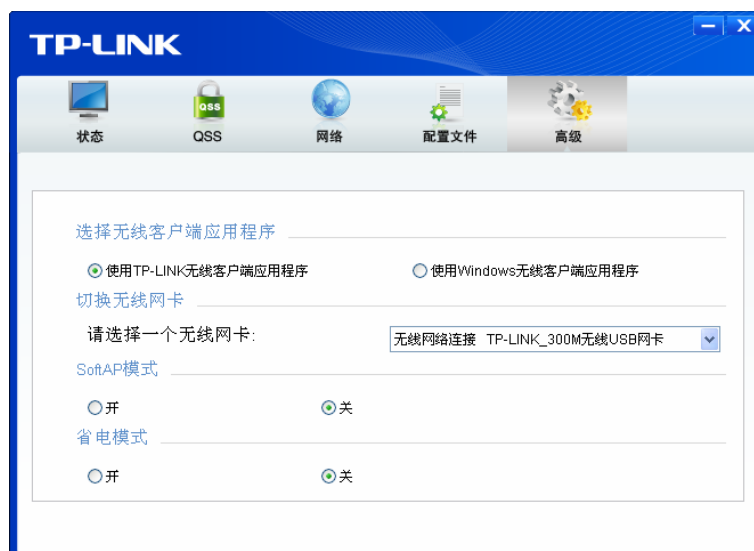 TP-LINK
QSS
状态 QSS 网络 配置文件 高级
选择无线客户端应用程序
使用TP-LINK无线客户端应用程序 使用Windows无线客户端应用程序
切换无线网卡
请选择一个无线网卡: 无线网络连接 TP-LINK_300M无线USB网卡
SoftAP模式
开 关
省电模式
开 关